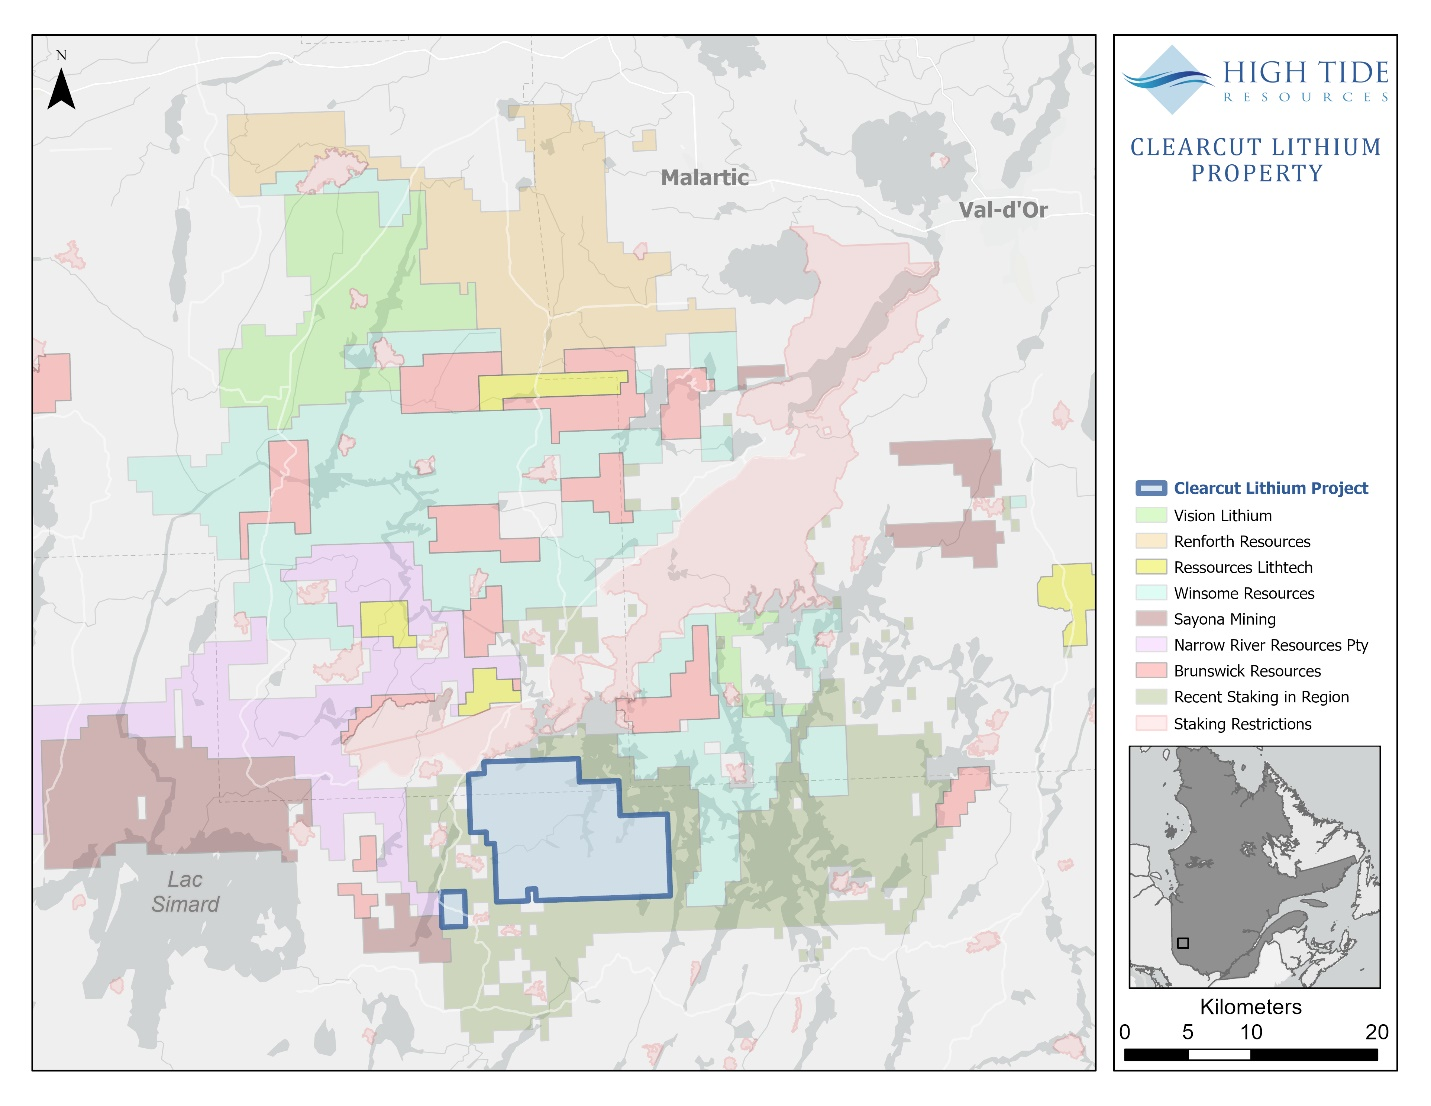 N
Malartic
Val-d'Or
Lac
Simard
HIGH TIDE
RESOURCES
CLEARCUT LITHIUM
PROPERTY
Clearcut Lithium Project
Vision Lithium
Renforth Resources
Ressources Lithtech
Winsome Resources
Sayona Mining
Narrow River Resources Pty
Brunswick Resources
Recent Staking in Region
Staking Restrictions
Kilometers
0 5 10 20